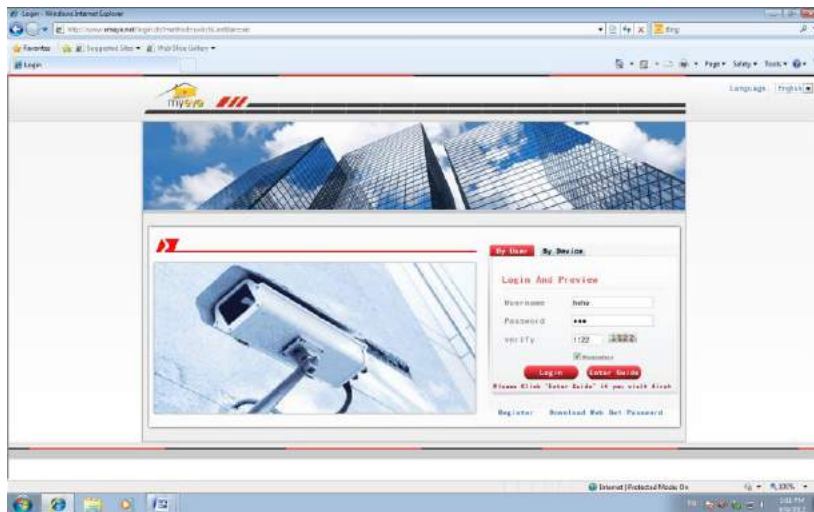 Login - Windows Internet Explorer
Bing
Favorites Suggested Sites Web Slice Gallery
Login
Page Safety Tools
Language English
myeye
By User By Device
Login And Preview
Username
Password •••
verify 1122
Remember
Login Enter Guide
Please Click "Enter Guide" if you visit first
Register Download Web Get Password
Internet | Protected Mode: On 100%